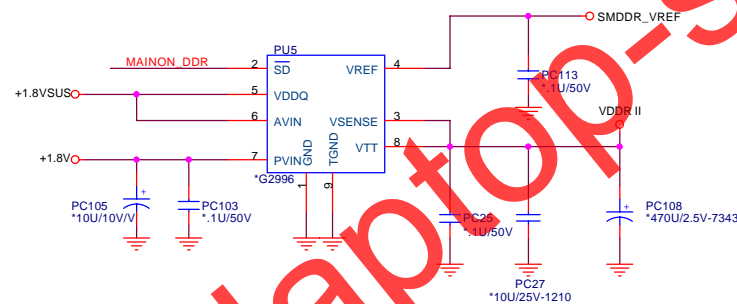 SMDDR_VREF
PU5
MAINON_DDR
2
SD
VREF
4
PC113
*.1U/50V
+1.8VSUS
5
VDDQ
6
AVIN
VSENSE
3
VDDR II
VTT
8
+1.8V
7
PVIN
GND
TGND
*G2996
1
9
+
PC105
*10U/10V/V
PC103
*.1U/50V
PC25
*.1U/50V
+
PC108
*470U/2.5V-7343
PC27
*10U/25V-1210
laptop-s